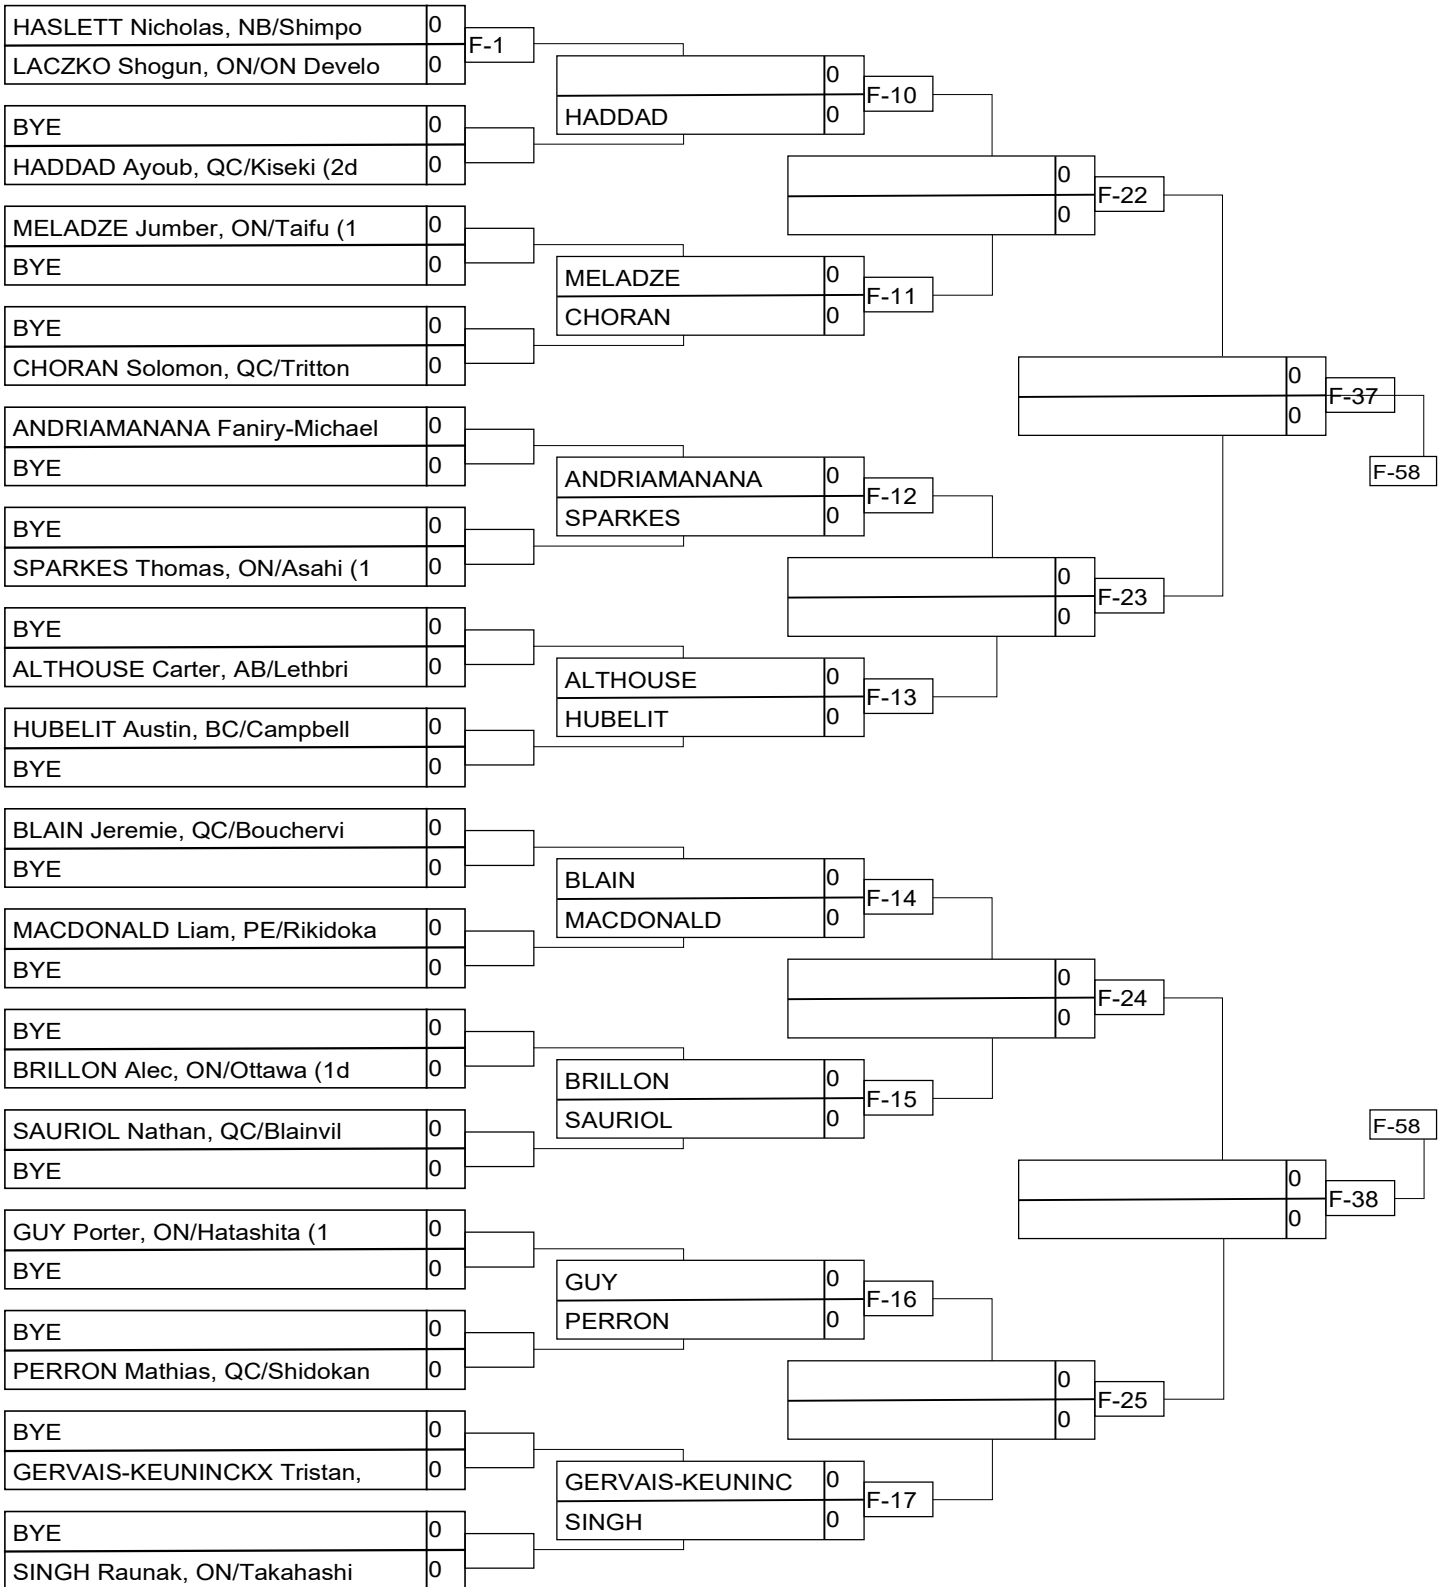 HASLETT Nicholas, NB/Shimpo 0
LACZKO Shogun, ON/ON Develo 0
F-1
BYE 0
HADDAD Ayoub, QC/Kiseki (2d 0
MELADZE Jumber, ON/Taifu (1 0
BYE 0
BYE 0
CHORAN Solomon, QC/Tritton 0
ANDRIAMANANA Faniry-Michael 0
BYE 0
BYE 0
SPARKES Thomas, ON/Asahi (1 0
BYE 0
ALTHOUSE Carter, AB/Lethbri 0
HUBELIT Austin, BC/Campbell 0
BYE 0
BLAIN Jeremie, QC/Bouchervi 0
BYE 0
MACDONALD Liam, PE/Rikidoka 0
BYE 0
BYE 0
BRILLON Alec, ON/Ottawa (1d 0
SAURIOL Nathan, QC/Blainvil 0
BYE 0
GUY Porter, ON/Hatashita (1 0
BYE 0
BYE 0
PERRON Mathias, QC/Shidokan 0
BYE 0
GERVAIS-KEUNINCKX Tristan, 0
BYE 0
SINGH Raunak, ON/Takahashi 0
0
HADDAD 0
F-10
MELADZE 0
CHORAN 0
F-11
ANDRIAMANANA 0
SPARKES 0
F-12
ALTHOUSE 0
HUBELIT 0
F-13
BLAIN 0
MACDONALD 0
F-14
BRILLON 0
SAURIOL 0
F-15
GUY 0
PERRON 0
F-16
GERVAIS-KEUNINC 0
SINGH 0
F-17
0
0
F-22
0
0
F-23
0
0
F-24
0
0
F-25
0
0
F-37
F-58
F-58
0
0
F-38